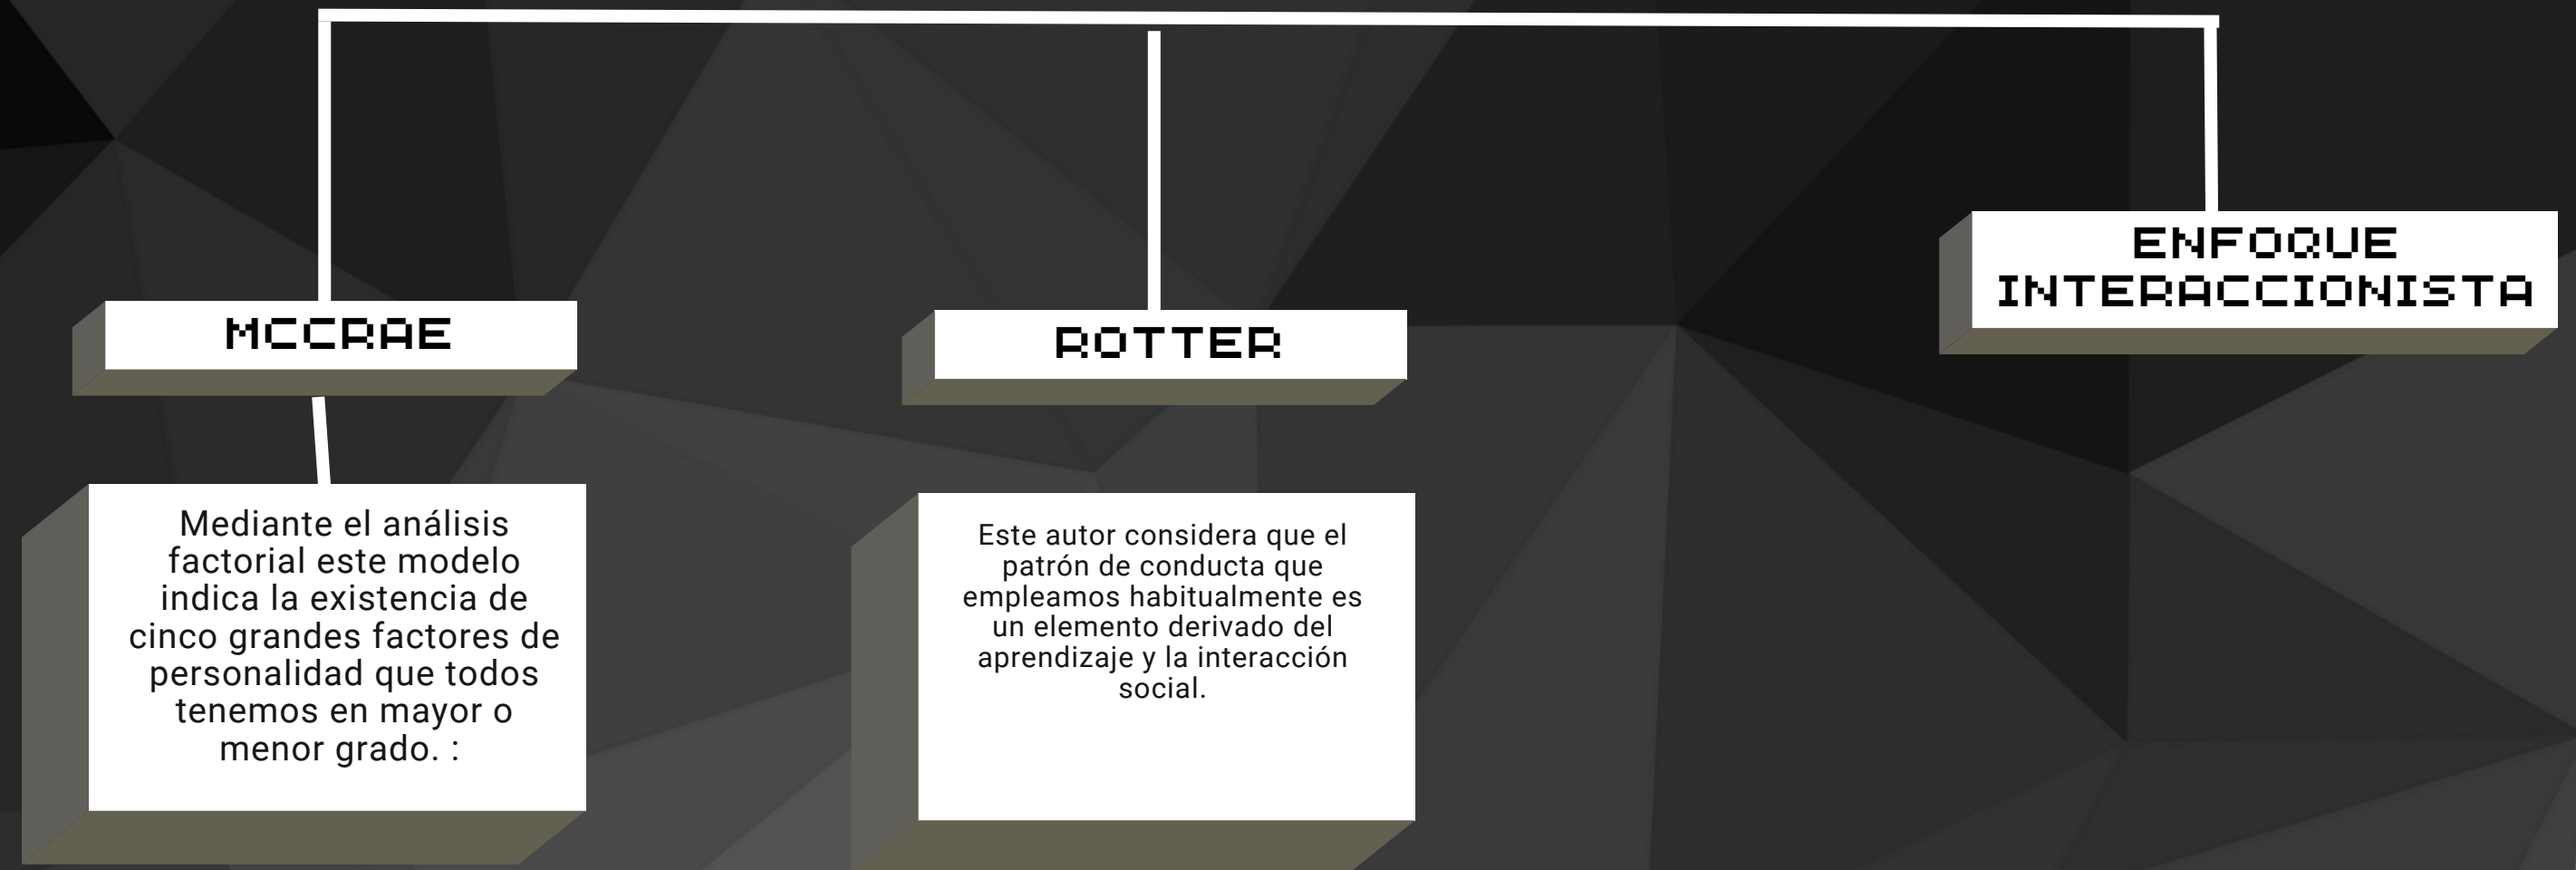 MCCRAE
Mediante el análisis
factorial este modelo
indica la existencia de
cinco grandes factores de
personalidad que todos
tenemos en mayor o
menor grado. :
ROTTER
Este autor considera que el
patrón de conducta que
empleamos habitualmente es
un elemento derivado del
aprendizaje y la interacción
social.
ENFOQUE
INTERACCIONISTA